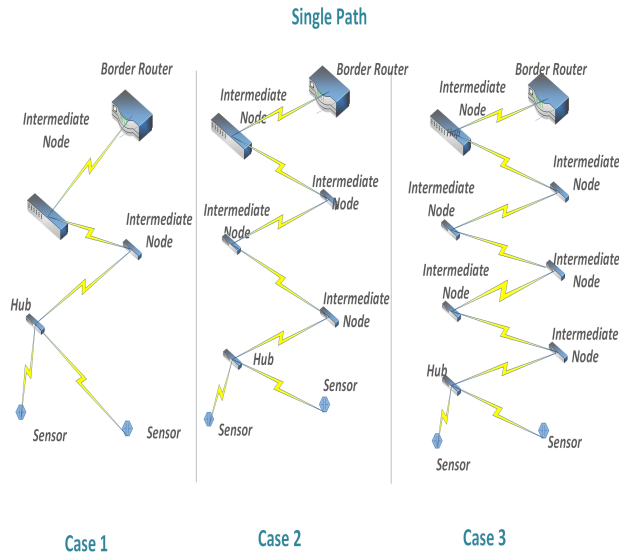 Single Path
Border Router
Intermediate
Node
Intermediate
Node
Hub
Sensor
Sensor
Case 1
Border Router
Intermediate
Node
Intermediate
Node
Intermediate
Node
Intermediate
Node
Hub
Sensor
Sensor
Case 2
Border Router
Intermediate
Node
Hub
Intermediate
Node
Intermediate
Node
Intermediate
Node
Intermediate
Node
Intermediate
Node
Hub
Sensor
Sensor
Case 3